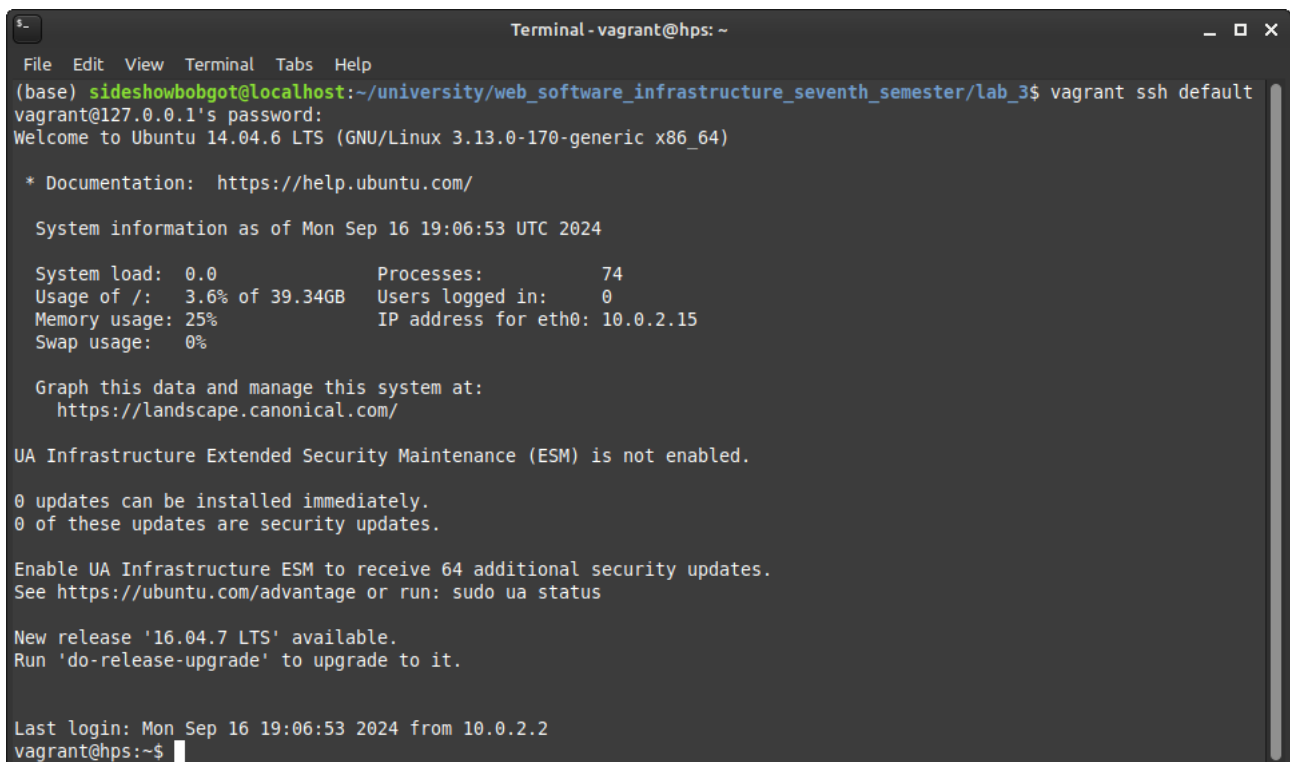 $_
Terminal - vagrant@hps: ~
File Edit View Terminal Tabs Help
(base) sideshowbobgot@localhost:~/university/web_software_infrastructure_seventh_semester/lab_3$ vagrant ssh default
vagrant@127.0.0.1's password:
Welcome to Ubuntu 14.04.6 LTS (GNU/Linux 3.13.0-170-generic x86_64)
* Documentation:  https://help.ubuntu.com/
System information as of Mon Sep 16 19:06:53 UTC 2024
System load:  0.0               Processes:           74
Usage of /:   3.6% of 39.34GB   Users logged in:     0
Memory usage: 25%               IP address for eth0: 10.0.2.15
Swap usage:   0%
Graph this data and manage this system at:
https://landscape.canonical.com/
UA Infrastructure Extended Security Maintenance (ESM) is not enabled.
0 updates can be installed immediately.
0 of these updates are security updates.
Enable UA Infrastructure ESM to receive 64 additional security updates.
See https://ubuntu.com/advantage or run: sudo ua status
New release '16.04.7 LTS' available.
Run 'do-release-upgrade' to upgrade to it.
Last login: Mon Sep 16 19:06:53 2024 from 10.0.2.2
vagrant@hps:~$